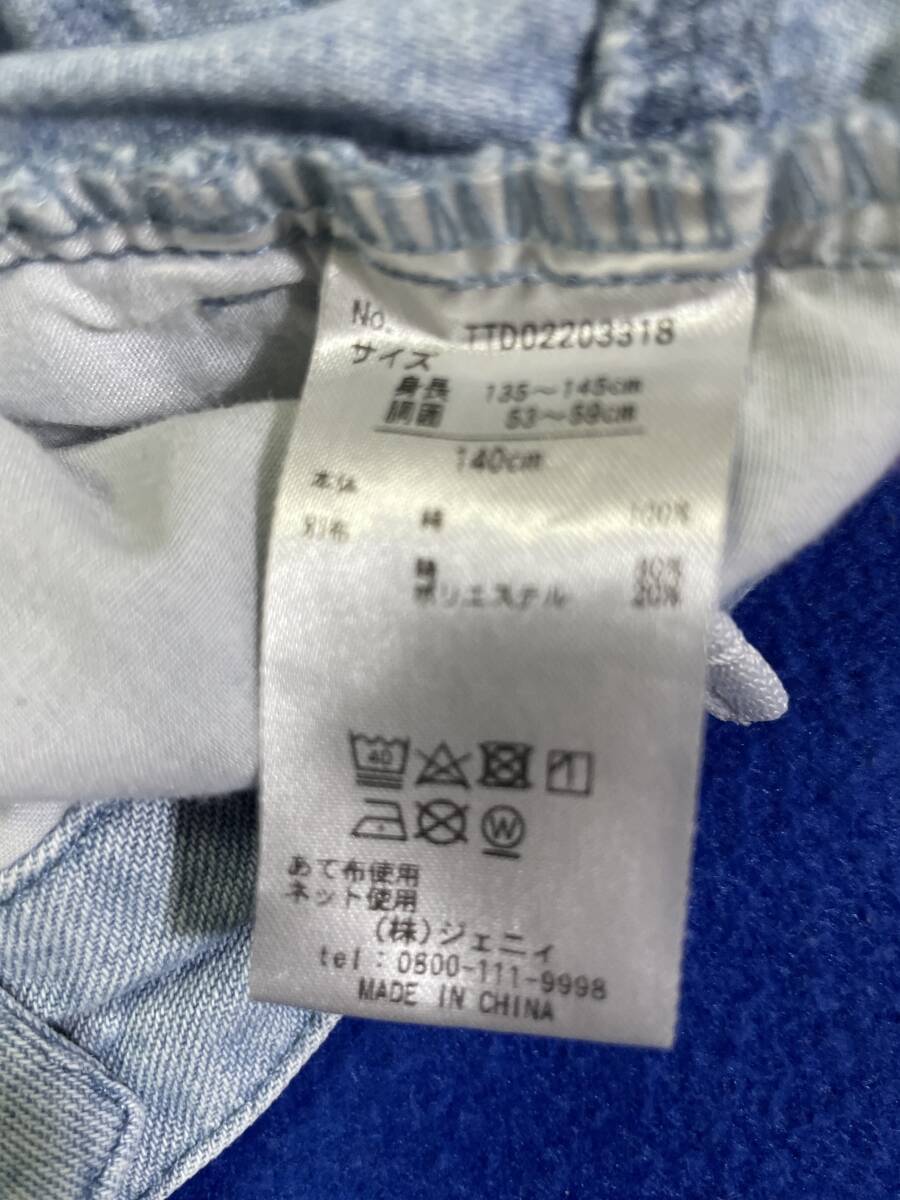 No. TTD02203318
サイズ
身長 135~145cm
胴囲 53~59cm
140cm
本体
綿 100%
別布
綿
ポリエステル 20%
40
W
あて布使用
ネット使用
(株)ジェニィ
tel:0800-111-9998
MADE IN CHINA